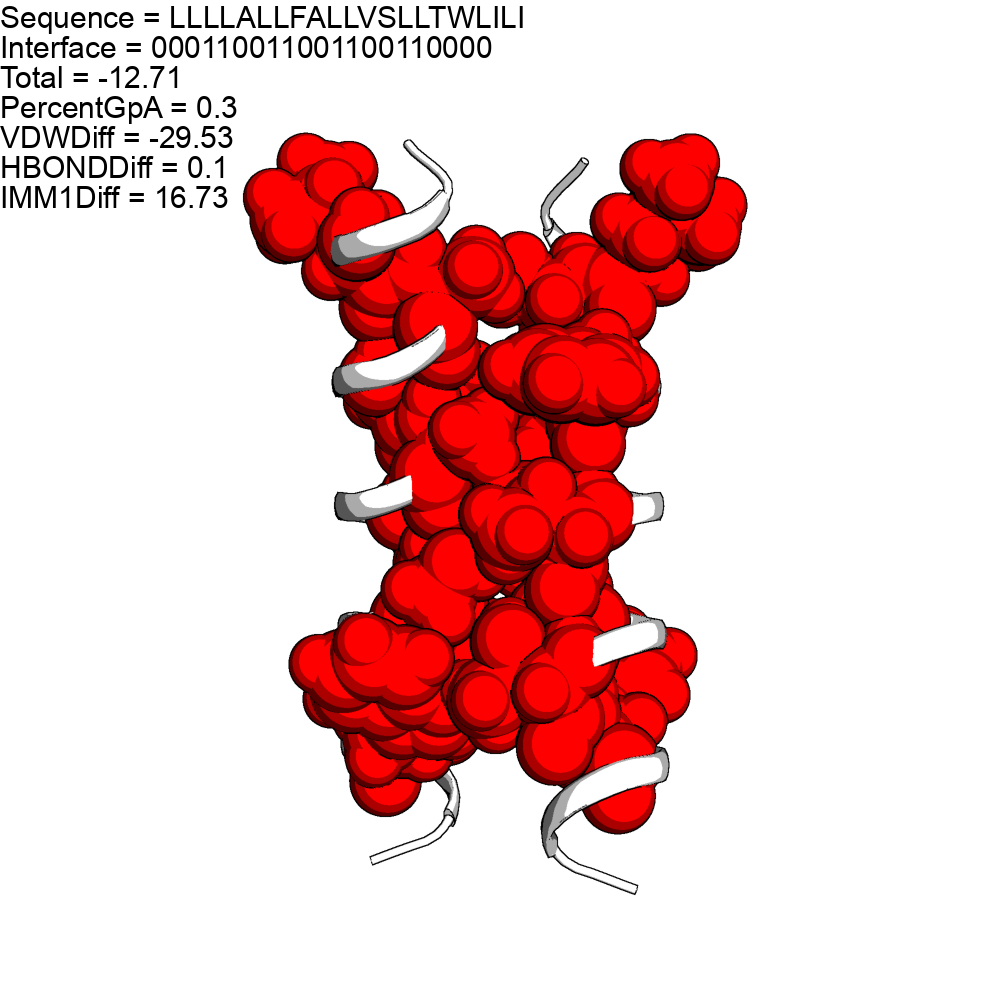 Sequence = LLLLALLFALLVSLLTWLILI
Interface = 000110011001100110000
Total = -12.71
PercentGpA = 0.3
VDWDiff = -29.53
HBONDDiff = 0.1
IMM1Diff = 16.73